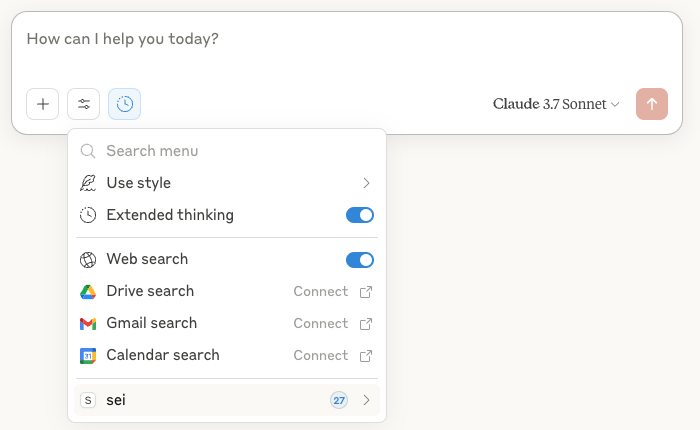 How can I help you today?
Claude 3.7 Sonnet
Search menu
Use style
Extended thinking
Web search
Drive search Connect
Gmail search Connect
31 Calendar search Connect
S sei 27